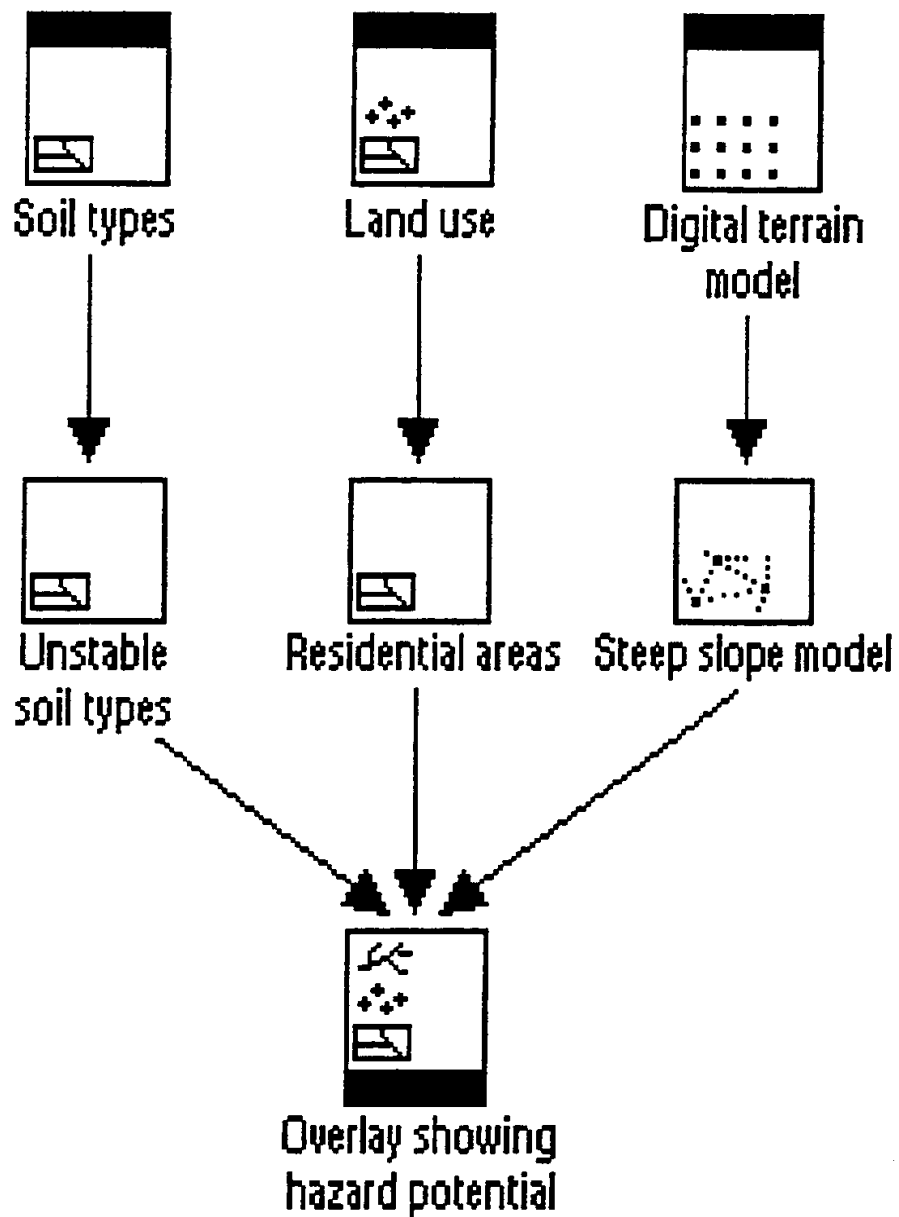 Soil types
Land use
Digital terrain
model
Unstable
soil types
Residential areas
Steep slope model
Overlay showing
hazard potential